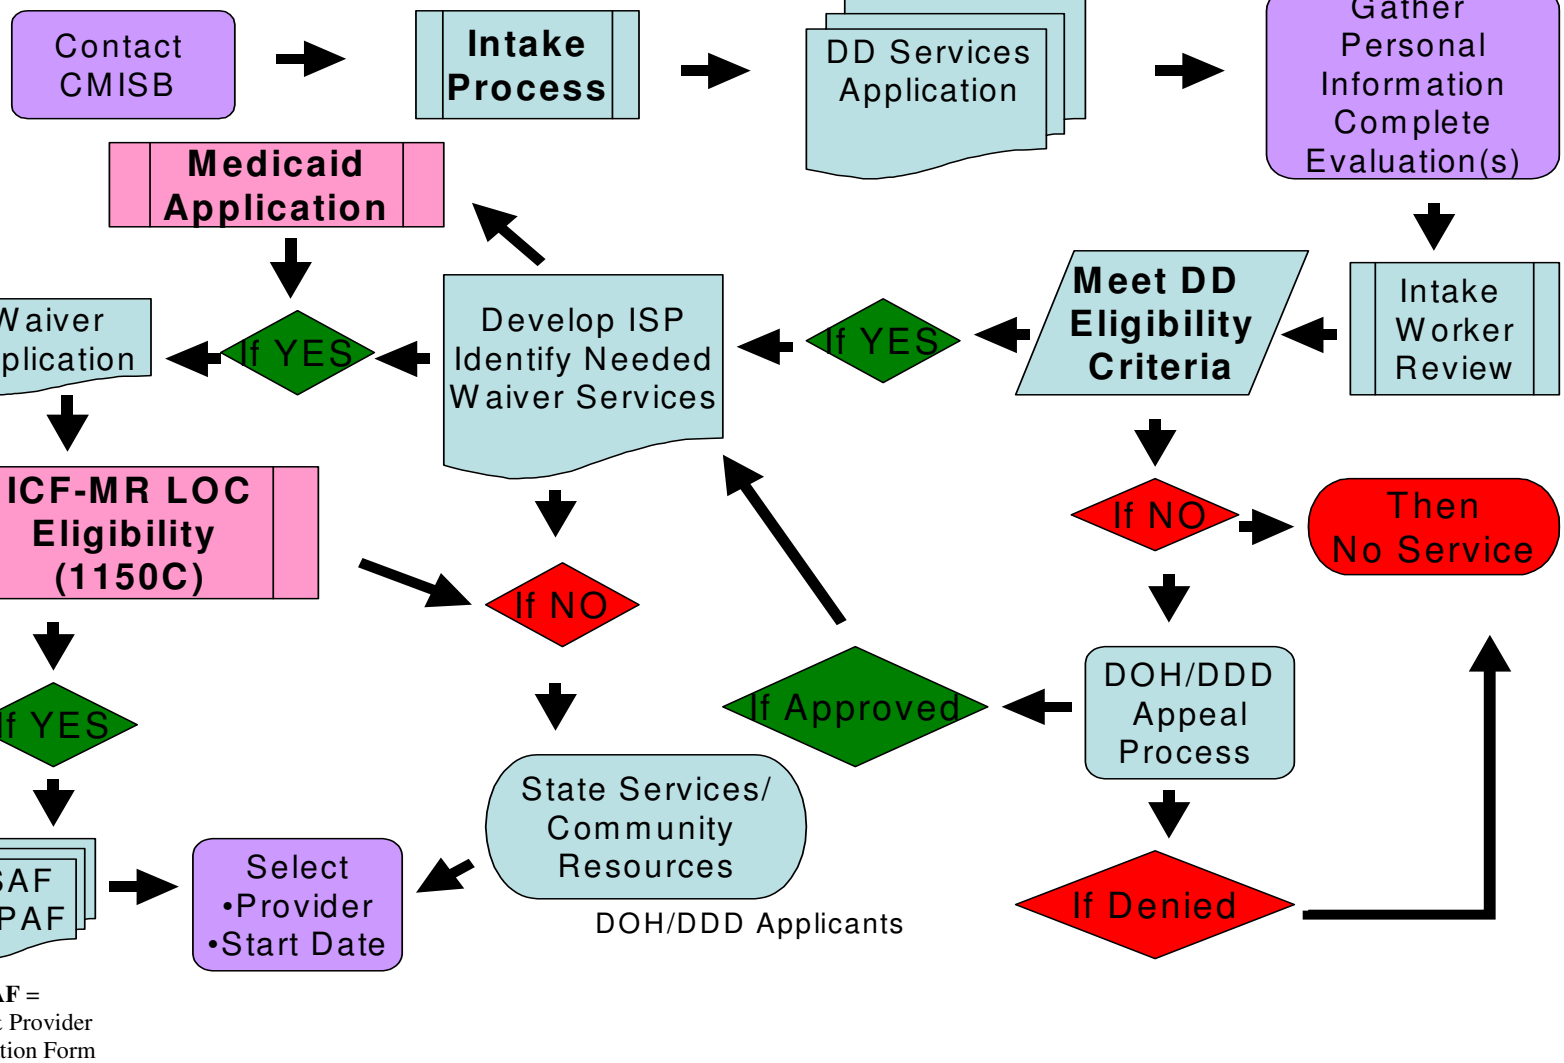 Contact
CMISB
Intake
Process
DD Services
Application
Gather
Personal
Information
Complete
Evaluation(s)
Medicaid
Application
Waiver
plication
If YES
Develop ISP
Identify Needed
Waiver Services
If YES
Meet DD
Eligibility
Criteria
Intake
Worker
Review
ICF-MR LOC
Eligibility
(1150C)
If NO
If NO
Then
No Service
If YES
If Approved
DOH/DDD
Appeal
Process
State Services/
Community
Resources
SAF
PAF
Select
•Provider
•Start Date
If Denied
DOH/DDD Applicants
AF =
Provider
tion Form